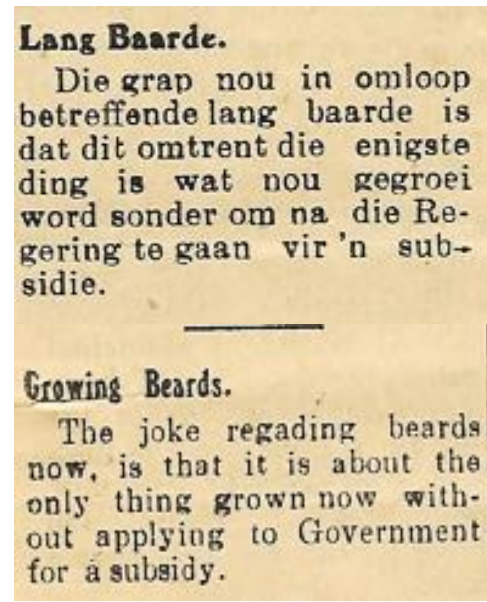 Lang Baarde.
Die grap nou in omloop
betreffende lang baarde is
dat dit omtrent die enigste
ding is wat nou gegroei
word sonder om na die Re-
gering te gaan vir 'n sub-
sidie.
Growing Beards.
The joke regading beards
now, is that it is about the
only thing grown now with-
out applying to Government
for a subsidy.